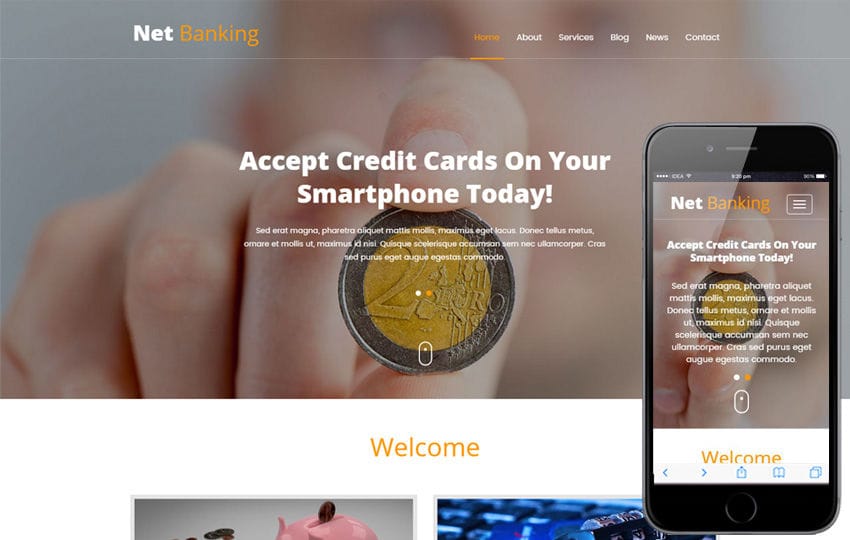 Net Banking
Home About Services Blog News Contact
Accept Credit Cards On Your
Smartphone Today!
Sed erat magna, pharetra aliquet mattis mollis, maximus eget lacus. Donec tellus metus,
ornare et mollis ut, maximus id nisi. Quisque scelerisque accumsan sem nec ullamcorper. Cras
sed purus eget augue egestas commodo.
2 EURO
Welcome
IDEA 9:20 pm 90%
Net Banking
Accept Credit Cards On Your
Smartphone Today!
Sed erat magna, pharetra aliquet
mattis mollis, maximus eget lacus.
Donec tellus metus, ornare et mollis
ut, maximus id nisi. Quisque
scelerisque accumsan sem nec
ullamcorper. Cras sed purus eget
augue egestas commodo.
Welcome